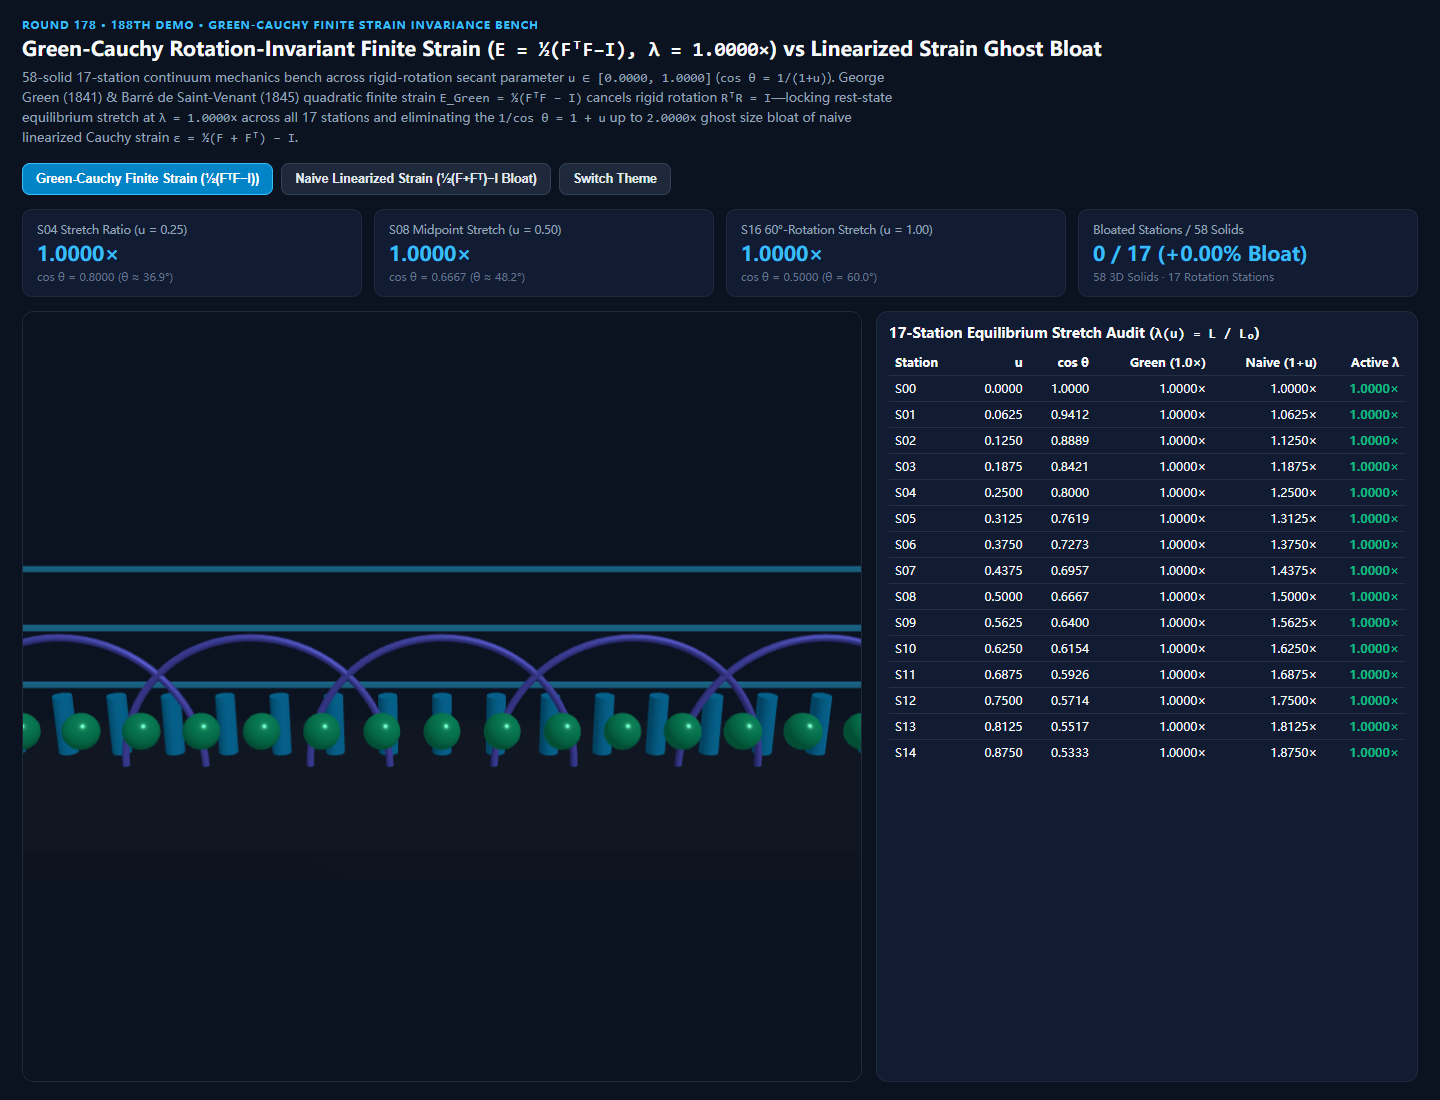 ROUND 178 • 188TH DEMO • GREEN-CAUCHY FINITE STRAIN INVARIANCE BENCH
Green-Cauchy Rotation-Invariant Finite Strain (E = ½(FᵀF−I), λ = 1.0000×) vs Linearized Strain Ghost Bloat
58-solid 17-station continuum mechanics bench across rigid-rotation secant parameter u ∈ [0.0000, 1.0000] (cos θ = 1/(1+u)). George
Green (1841) & Barré de Saint-Venant (1845) quadratic finite strain E_Green = ½(FᵀF − I) cancels rigid rotation RᵀR = I—locking rest-state
equilibrium stretch at λ = 1.0000× across all 17 stations and eliminating the 1/cos θ = 1 + u up to 2.0000× ghost size bloat of naive
linearized Cauchy strain ε = ½(F + Fᵀ) − I.
Green-Cauchy Finite Strain (½(FᵀF−I)) Naive Linearized Strain (½(F+Fᵀ)−I Bloat) Switch Theme
S04 Stretch Ratio (u = 0.25)
1.0000×
cos θ = 0.8000 (θ ≈ 36.9°)
S08 Midpoint Stretch (u = 0.50)
1.0000×
cos θ = 0.6667 (θ ≈ 48.2°)
S16 60°-Rotation Stretch (u = 1.00)
1.0000×
cos θ = 0.5000 (θ = 60.0°)
Bloated Stations / 58 Solids
0 / 17 (+0.00% Bloat)
58 3D Solids · 17 Rotation Stations
17-Station Equilibrium Stretch Audit (λ(u) = L / L₀)
Station u cos θ Green (1.0×) Naive (1+u) Active λ
S00 0.0000 1.0000 1.0000× 1.0000× 1.0000×
S01 0.0625 0.9412 1.0000× 1.0625× 1.0000×
S02 0.1250 0.8889 1.0000× 1.1250× 1.0000×
S03 0.1875 0.8421 1.0000× 1.1875× 1.0000×
S04 0.2500 0.8000 1.0000× 1.2500× 1.0000×
S05 0.3125 0.7619 1.0000× 1.3125× 1.0000×
S06 0.3750 0.7273 1.0000× 1.3750× 1.0000×
S07 0.4375 0.6957 1.0000× 1.4375× 1.0000×
S08 0.5000 0.6667 1.0000× 1.5000× 1.0000×
S09 0.5625 0.6400 1.0000× 1.5625× 1.0000×
S10 0.6250 0.6154 1.0000× 1.6250× 1.0000×
S11 0.6875 0.5926 1.0000× 1.6875× 1.0000×
S12 0.7500 0.5714 1.0000× 1.7500× 1.0000×
S13 0.8125 0.5517 1.0000× 1.8125× 1.0000×
S14 0.8750 0.5333 1.0000× 1.8750× 1.0000×